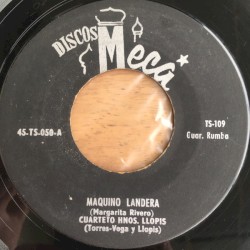 DISCOS
Meca
45-TS-050-A
TS-109
Guar. Rumba
MAQUINO LANDERA
(Margarita Rivero)
CUARTETO HNOS. LLOPIS
(Torres-Vega y Llopis)